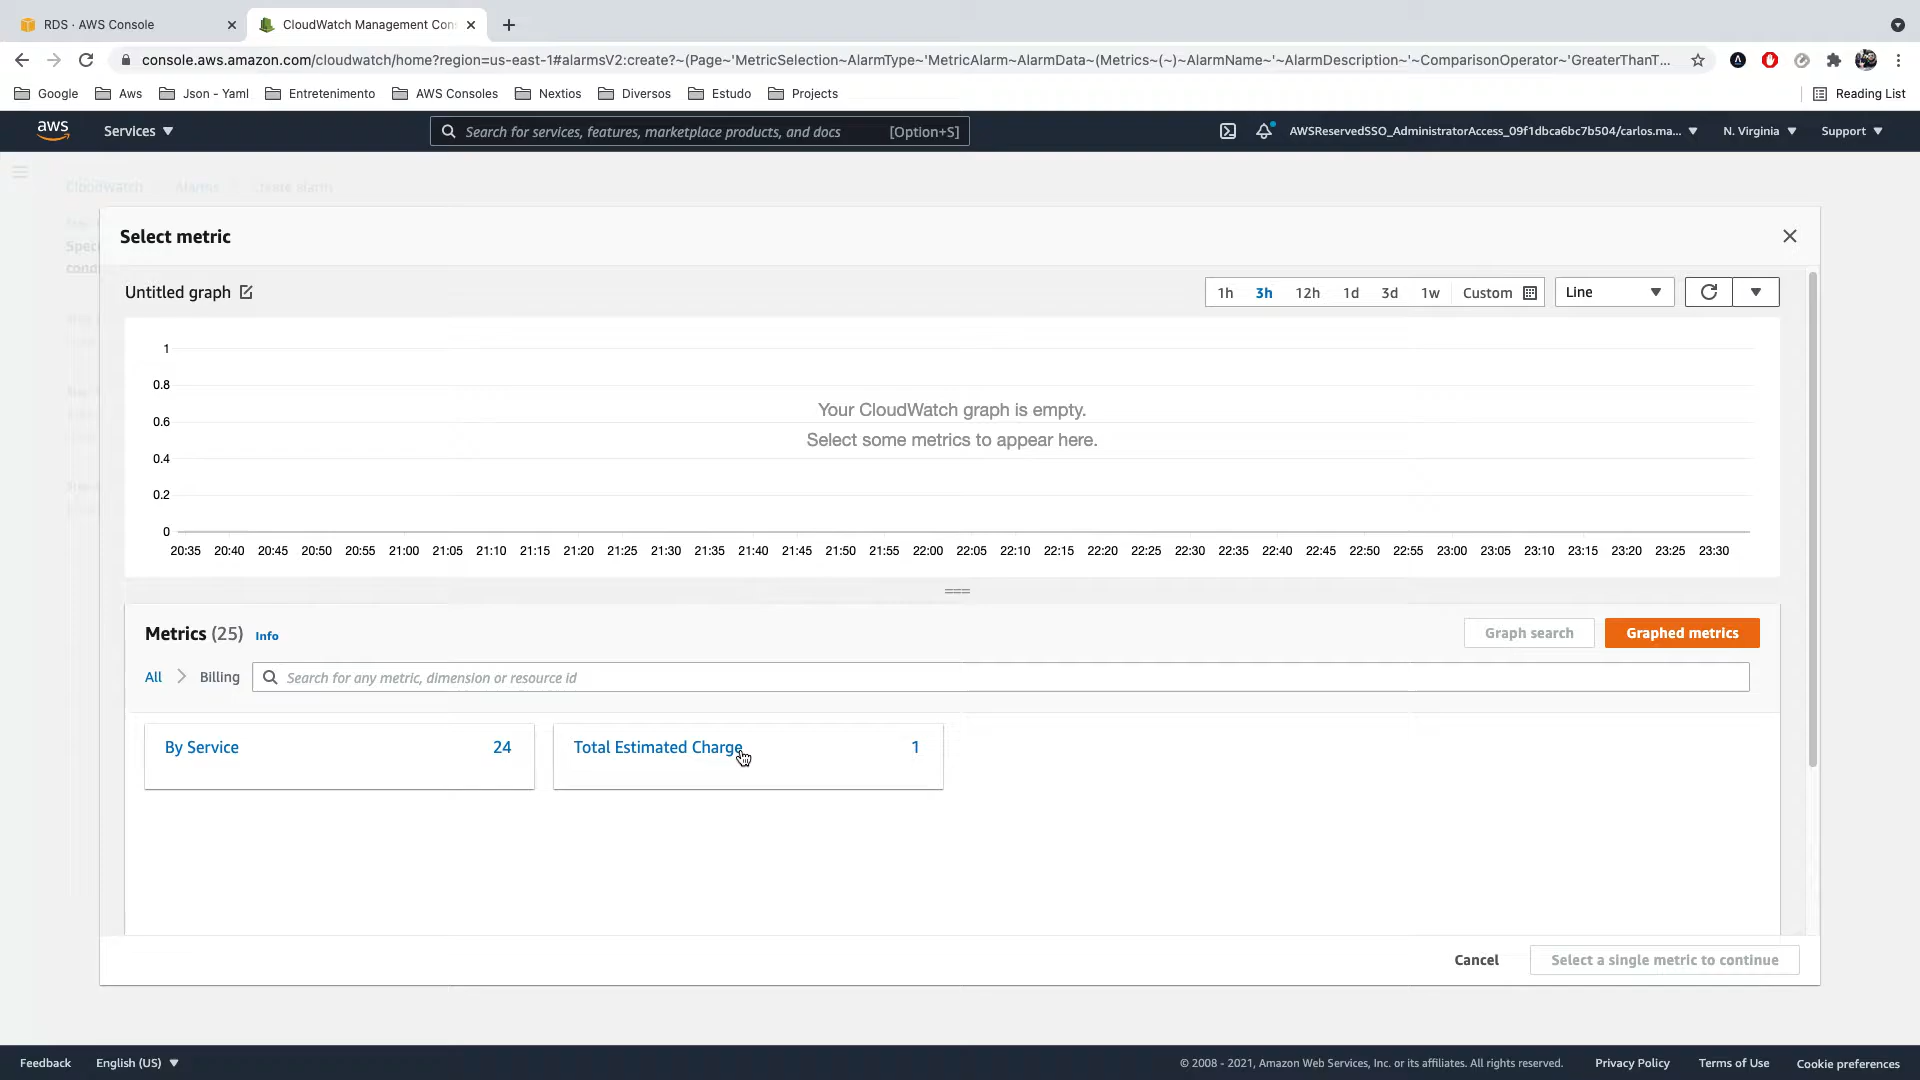 RDS · AWS Console
CloudWatch Management Con
console.aws.amazon.com/cloudwatch/home?region=us-east-1#alarmsV2:create?~(Page~'MetricSelection~AlarmType~'MetricAlarm~AlarmData~(Metrics~(~)~AlarmName~'~AlarmDescription~'~ComparisonOperator~'GreaterThanT...
Google Aws Json - Yaml Entretenimento AWS Consoles Nextios Diversos Estudo Projects Reading List
aws Services Search for services, features, marketplace products, and docs [Option+S] AWSReservedSSO_AdministratorAccess_09f1dbca6bc7b504/carlos.ma... N. Virginia Support
CloudWatch Alarms Create alarm
Select metric
Untitled graph 1h 3h 12h 1d 3d 1w Custom Line
1
0.8
0.6
0.4
0.2
0
Your CloudWatch graph is empty.
Select some metrics to appear here.
20:35 20:40 20:45 20:50 20:55 21:00 21:05 21:10 21:15 21:20 21:25 21:30 21:35 21:40 21:45 21:50 21:55 22:00 22:05 22:10 22:15 22:20 22:25 22:30 22:35 22:40 22:45 22:50 22:55 23:00 23:05 23:10 23:15 23:20 23:25 23:30
Metrics (25) Info Graph search Graphed metrics
All Billing Search for any metric, dimension or resource id
By Service 24 Total Estimated Charge 1
Cancel Select a single metric to continue
Feedback English (US) © 2008 - 2021, Amazon Web Services, Inc. or its affiliates. All rights reserved. Privacy Policy Terms of Use Cookie preferences